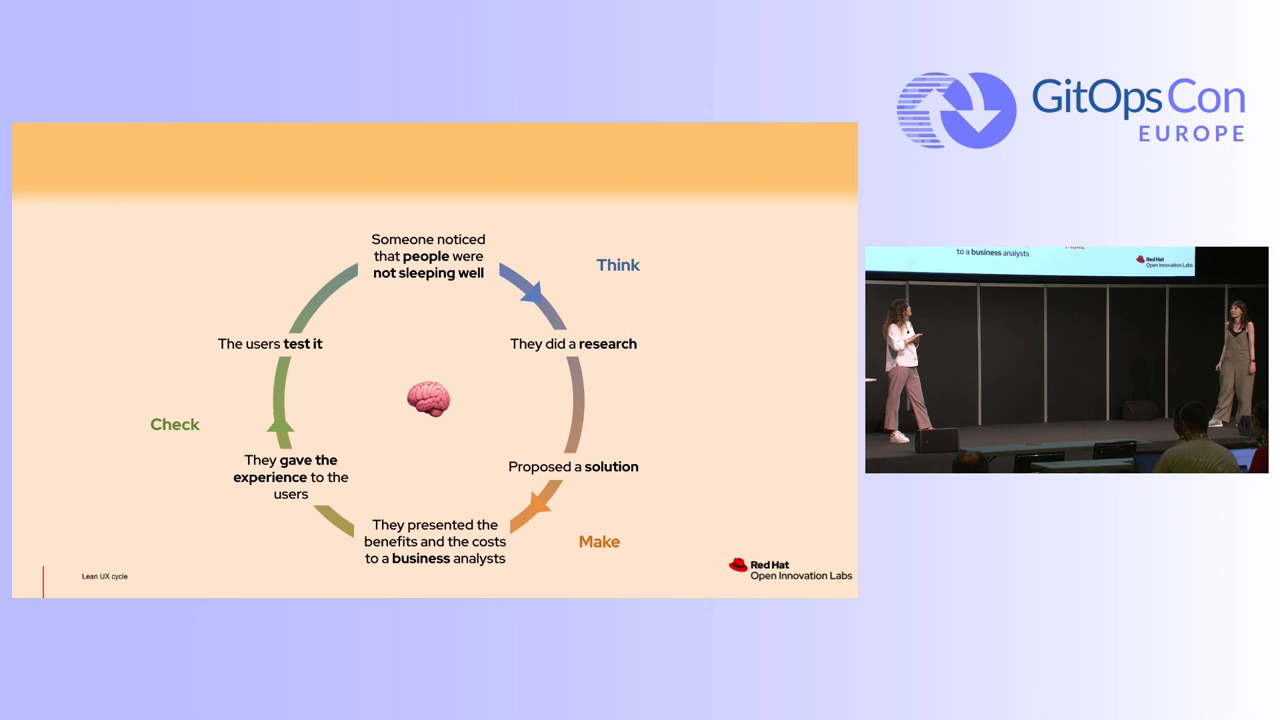 GitOpsCon
EUROPE
Someone noticed
that people were
not sleeping well
Think
The users test it
They did a research
Check
They gave the
experience to the
users
Proposed a solution
They presented the
benefits and the costs
to a business analysts
Make
Lean UX cycle
Red Hat
Open Innovation Labs
to a business analysts
Red Hat
Open Innovation Labs